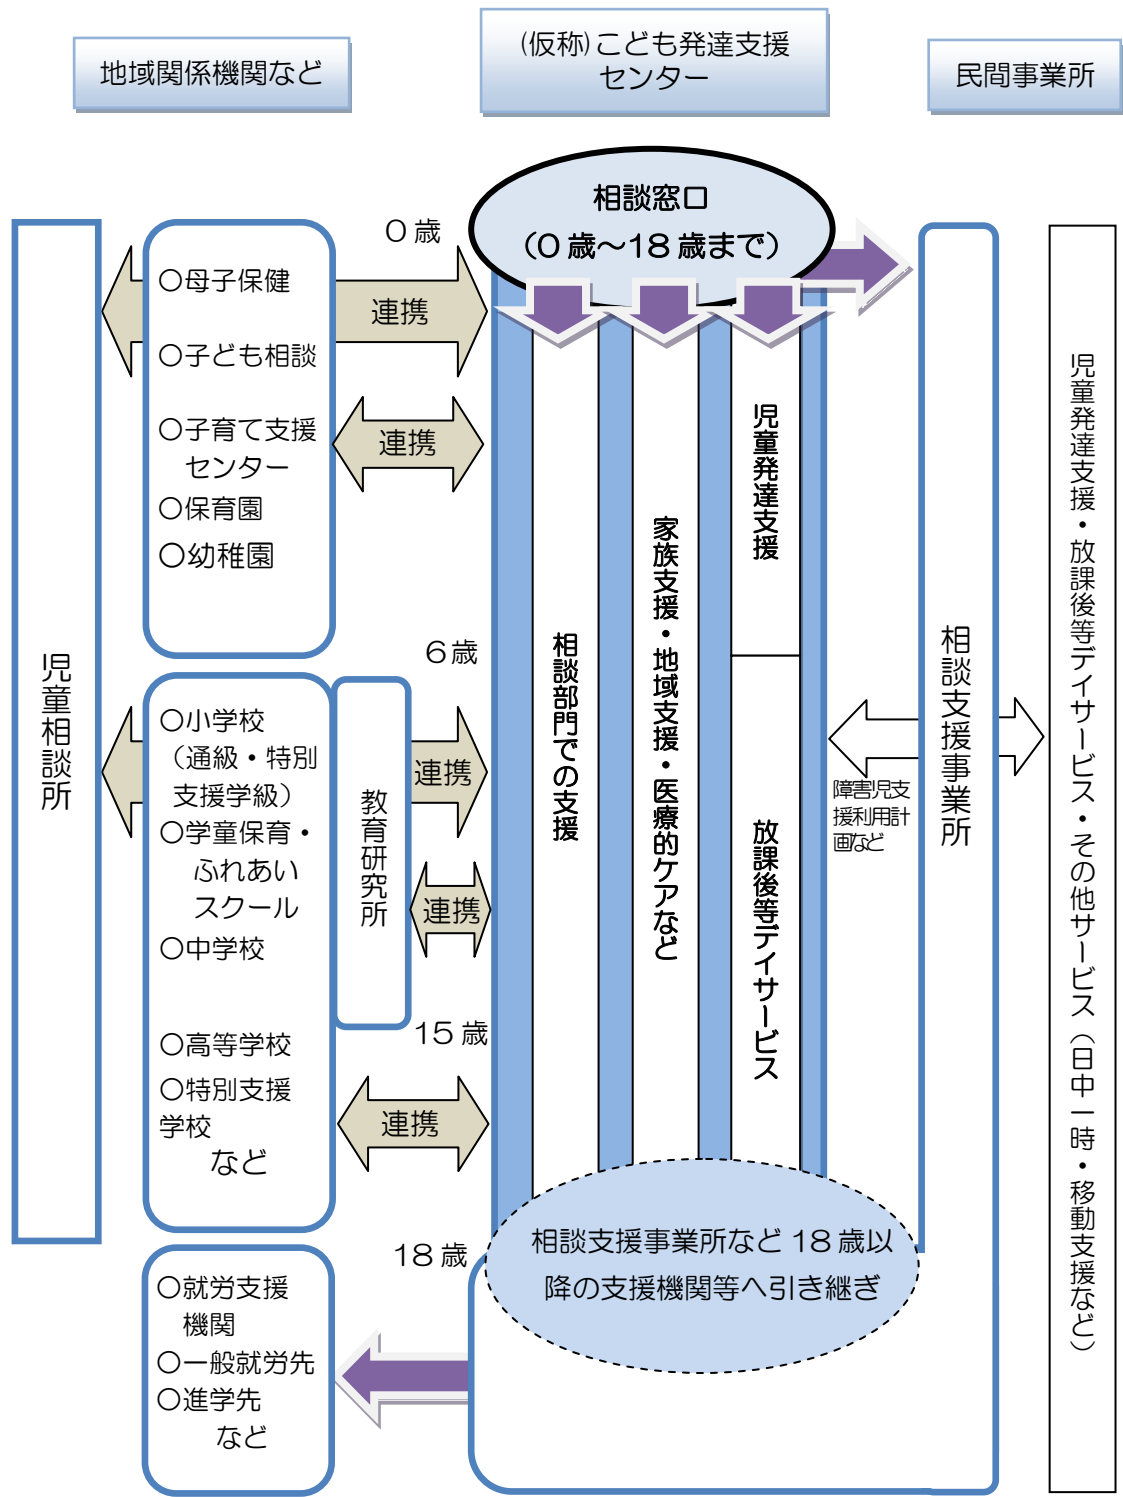 地域関係機関など
(仮称)こども発達支援
センター
民間事業所
相談窓口
(0歳～18歳まで)
0歳
児童相談所
○母子保健
○子ども相談
○子育て支援
センター
○保育園
○幼稚園
連携
連携
6歳
○小学校
（通級・特別
支援学級）
○学童保育・
ふれあい
スクール
○中学校
○高等学校
○特別支援
学校
など
教育研究所
連携
連携
15歳
連携
18歳
○就労支援
機関
○一般就労先
○進学先
など
相談部門での支援
家族支援・地域支援・医療的ケアなど
児童発達支援
放課後等デイサービス
相談支援事業所など18歳以
降の支援機関等へ引き継ぎ
障害児支
援利用計
画など
相談支援事業所
児童発達支援・放課後等デイサービス・その他サービス（日中一時・移動支援など）